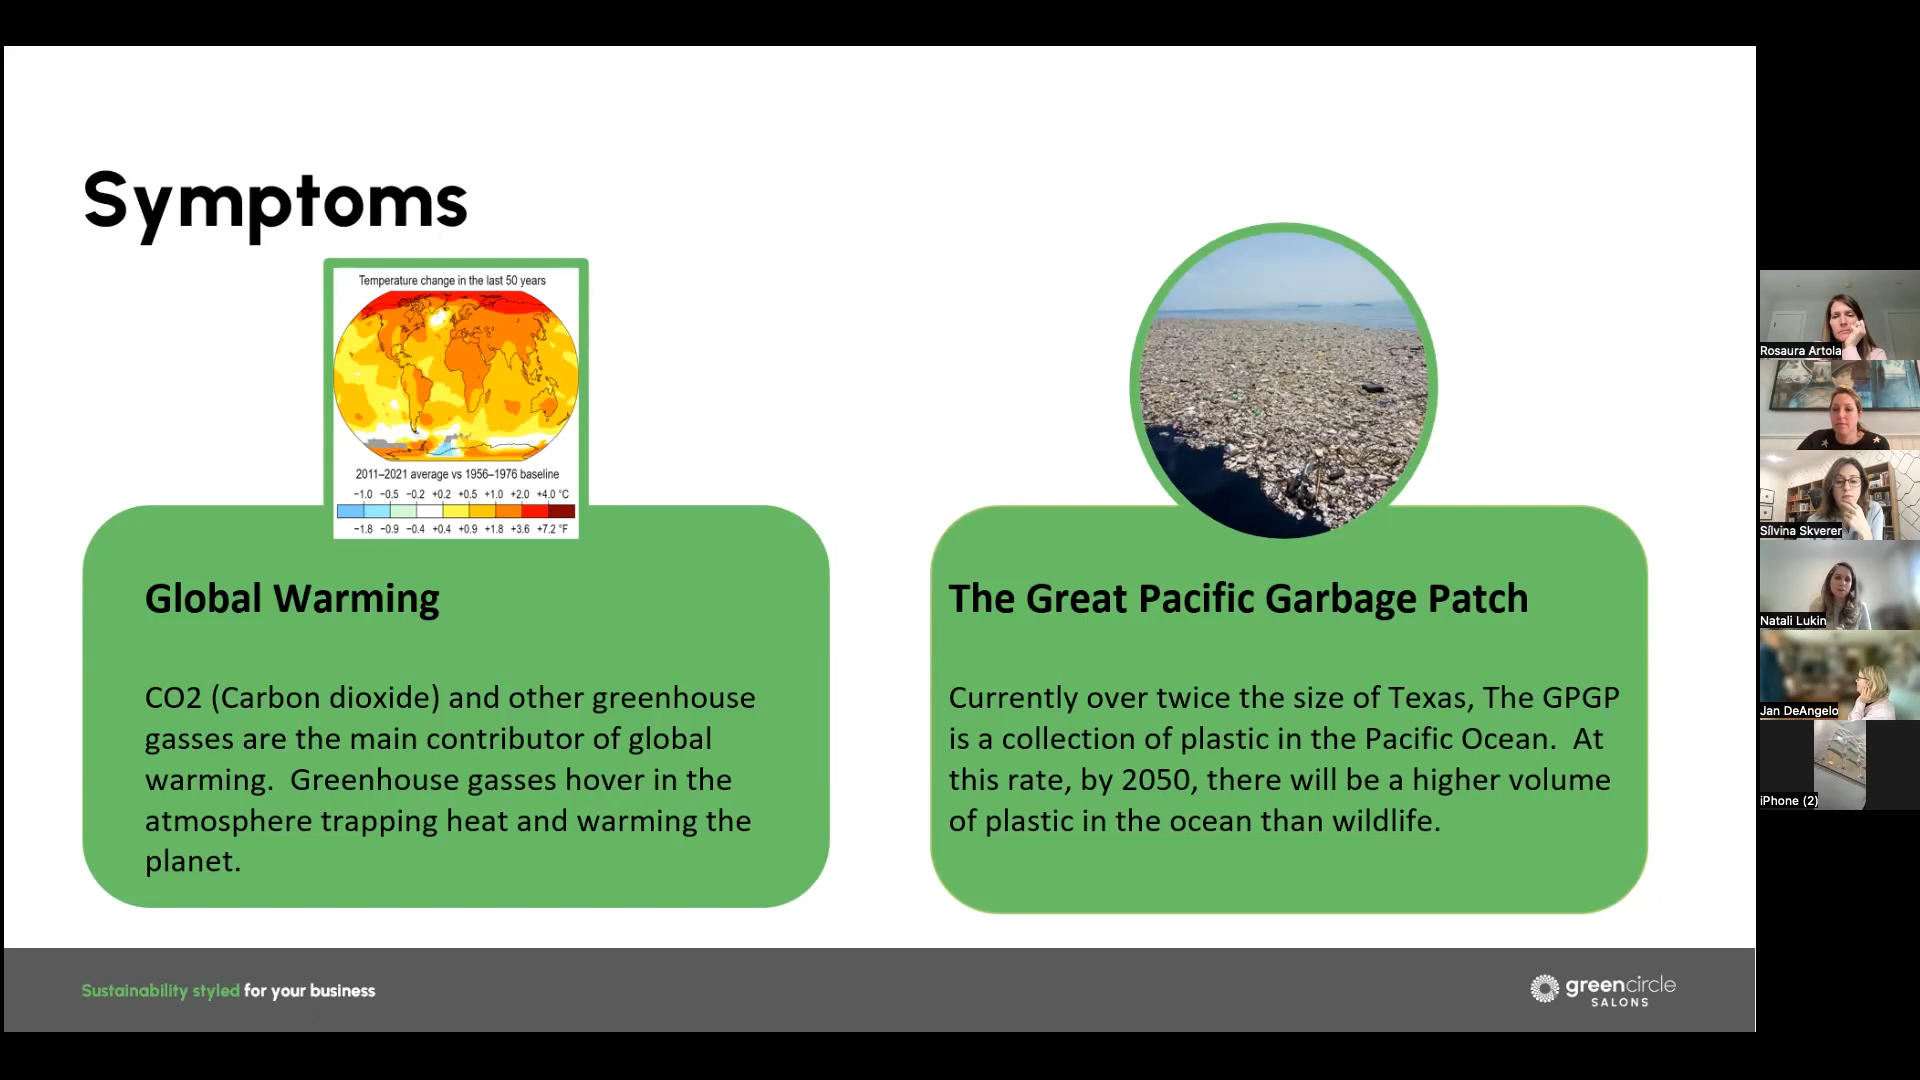 Symptoms
Temperature change in the last 50 years
2011–2021 average vs 1956–1976 baseline
−1.0 −0.5 −0.2 +0.2 +0.5 +1.0 +2.0 +4.0 °C
−1.8 −0.9 −0.4 +0.4 +0.9 +1.8 +3.6 +7.2 °F
Global Warming
CO2 (Carbon dioxide) and other greenhouse
gasses are the main contributor of global
warming.  Greenhouse gasses hover in the
atmosphere trapping heat and warming the
planet.
The Great Pacific Garbage Patch
Currently over twice the size of Texas, The GPGP
is a collection of plastic in the Pacific Ocean.  At
this rate, by 2050, there will be a higher volume
of plastic in the ocean than wildlife.
Sustainability styled for your business
greencircle
SALONS
Rosaura Artola
Silvina Skverer
Natali Lukin
Jan DeAngelo
iPhone (2)